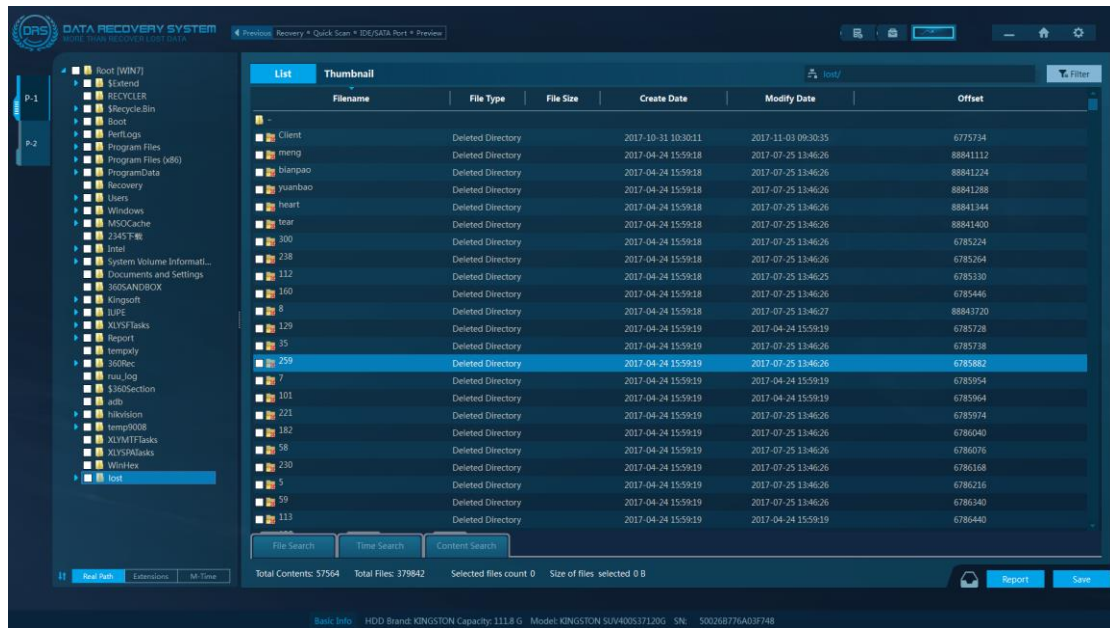 DRS DATA RECOVERY SYSTEM
MORE THAN RECOVER LOST DATA
Previous Reovery * Quick Scan * IDE/SATA Port * Preview
P-1
P-2
Root [WIN7]
$Extend
RECYCLER
$Recycle.Bin
Boot
PerfLogs
Program Files
Program Files (x86)
ProgramData
Recovery
Users
Windows
MSOCache
2345下载
Intel
System Volume Informati...
Documents and Settings
360SANDBOX
Kingsoft
IUPE
XLYSFTasks
Report
tempxly
360Rec
ruu_log
$360Section
adb
hikvision
temp9008
XLYMTFTasks
XLYSPATasks
WinHex
lost
Real Path Extensions M-Time
List Thumbnail lost/ Filter
Filename File Type File Size Create Date Modify Date Offset
..
Client Deleted Directory 2017-10-31 10:30:11 2017-11-03 09:30:35 6775734
meng Deleted Directory 2017-04-24 15:59:18 2017-07-25 13:46:26 88841112
bianpao Deleted Directory 2017-04-24 15:59:18 2017-07-25 13:46:26 88841224
yuanbao Deleted Directory 2017-04-24 15:59:18 2017-07-25 13:46:26 88841288
heart Deleted Directory 2017-04-24 15:59:18 2017-07-25 13:46:26 88841344
tear Deleted Directory 2017-04-24 15:59:18 2017-07-25 13:46:26 88841400
300 Deleted Directory 2017-04-24 15:59:18 2017-07-25 13:46:26 6785224
238 Deleted Directory 2017-04-24 15:59:18 2017-07-25 13:46:26 6785264
112 Deleted Directory 2017-04-24 15:59:18 2017-07-25 13:46:25 6785330
160 Deleted Directory 2017-04-24 15:59:18 2017-07-25 13:46:26 6785446
8 Deleted Directory 2017-04-24 15:59:18 2017-07-25 13:46:27 88843720
129 Deleted Directory 2017-04-24 15:59:19 2017-04-24 15:59:19 6785728
35 Deleted Directory 2017-04-24 15:59:19 2017-04-24 15:59:19 6785738
259 Deleted Directory 2017-04-24 15:59:19 2017-07-25 13:46:26 6785882
7 Deleted Directory 2017-04-24 15:59:19 2017-04-24 15:59:19 6785954
101 Deleted Directory 2017-04-24 15:59:19 2017-04-24 15:59:19 6785964
221 Deleted Directory 2017-04-24 15:59:19 2017-07-25 13:46:26 6785974
182 Deleted Directory 2017-04-24 15:59:19 2017-07-25 13:46:26 6786040
58 Deleted Directory 2017-04-24 15:59:19 2017-07-25 13:46:26 6786076
230 Deleted Directory 2017-04-24 15:59:19 2017-07-25 13:46:26 6786168
5 Deleted Directory 2017-04-24 15:59:19 2017-07-25 13:46:26 6786216
59 Deleted Directory 2017-04-24 15:59:19 2017-07-25 13:46:26 6786340
113 Deleted Directory 2017-04-24 15:59:19 2017-04-24 15:59:19 6786440
File Search Time Search Content Search
Total Contents: 57564 Total Files: 379842 Selected files count 0 Size of files selected 0 B
Report Save
Basic Info HDD Brand: KINGSTON Capacity: 111.8 G Model: KINGSTON SUV400S37120G SN: 50026B776A03F748